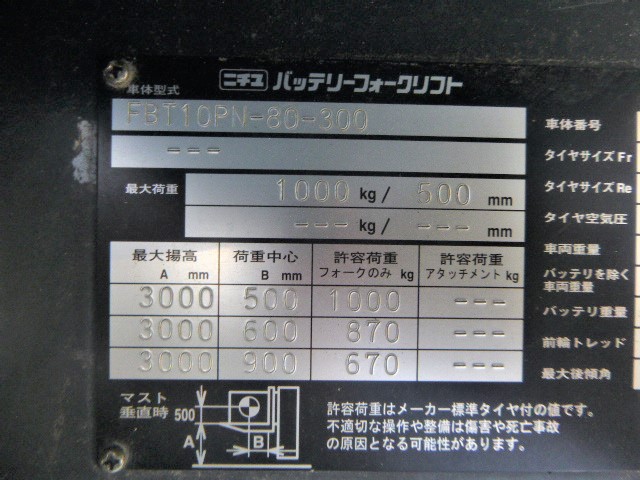 ニチユ バッテリーフォークリフト
車体型式
FBT10PN-80-300
---
最大荷重 1000 kg/ 500 mm
--- kg/ --- mm
最大揚高 荷重中心 許容荷重 許容荷重
A mm B mm フォークのみ kg アタッチメント kg
3000 500 1000 ---
3000 600 870 ---
3000 900 670 ---
マスト
垂直時 500
A B
許容荷重はメーカー標準タイヤ付の値です。
不適切な操作や整備は傷害や死亡事故
の原因となる可能性があります。
車体番号
タイヤサイズ Fr
タイヤサイズ Re
タイヤ空気圧
車両重量
バッテリを除く
車両重量
バッテリ重量
前輪トレッド
最大後傾角